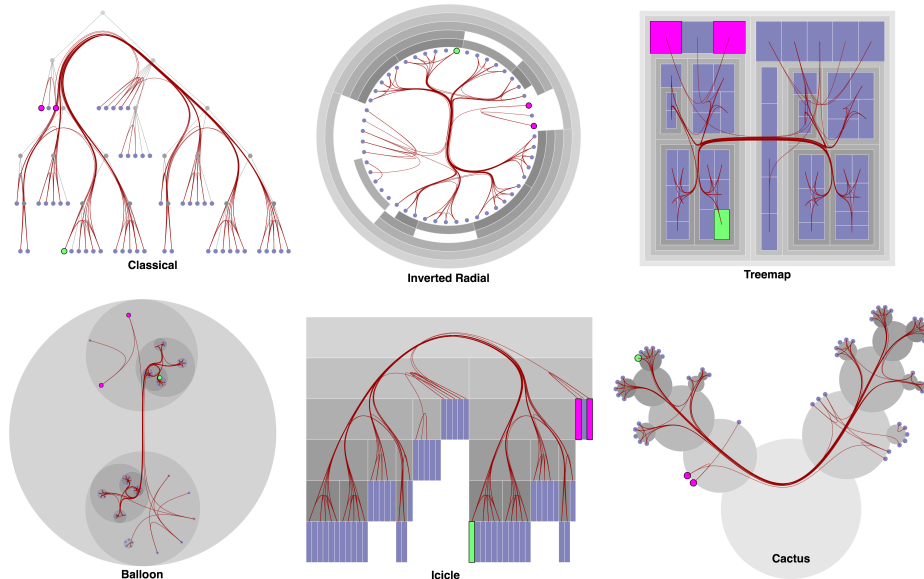 Classical
Inverted Radial
Treemap
Balloon
Icicle
Cactus